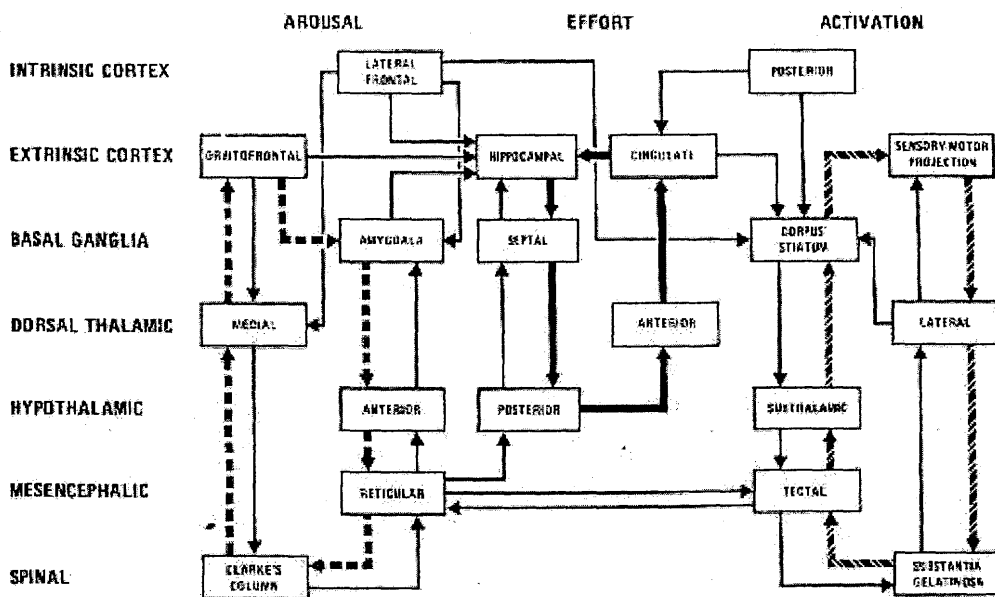 AROUSAL EFFORT ACTIVATION
INTRINSIC CORTEX
LATERAL
FRONTAL
POSTERIOR
EXTRINSIC CORTEX
ORBITOFRONTAL
HIPPOCAMPAL
CINGULATE
SENSORY-MOTOR
PROJECTION
BASAL GANGLIA
AMYGDALA
SEPTAL
CORPUS
STIATUM
DORSAL THALAMIC
MEDIAL
ANTERIOR
LATERAL
HYPOTHALAMIC
ANTERIOR
POSTERIOR
SUBTHALAMIC
MESENCEPHALIC
RETICULAR
TECTAL
SPINAL
CLARKE'S
COLUMN
SUBSTANTIA
GELATINOSA